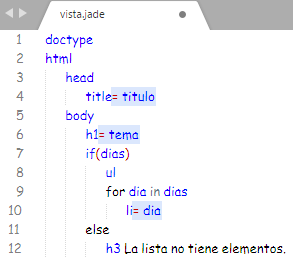 vista.jade
1 doctype
2 html
3 head
4 title= titulo
5 body
6 h1= tema
7 if(dias)
8 ul
9 for dia in dias
10 li= dia
11 else
12 h3 La lista no tiene elementos.